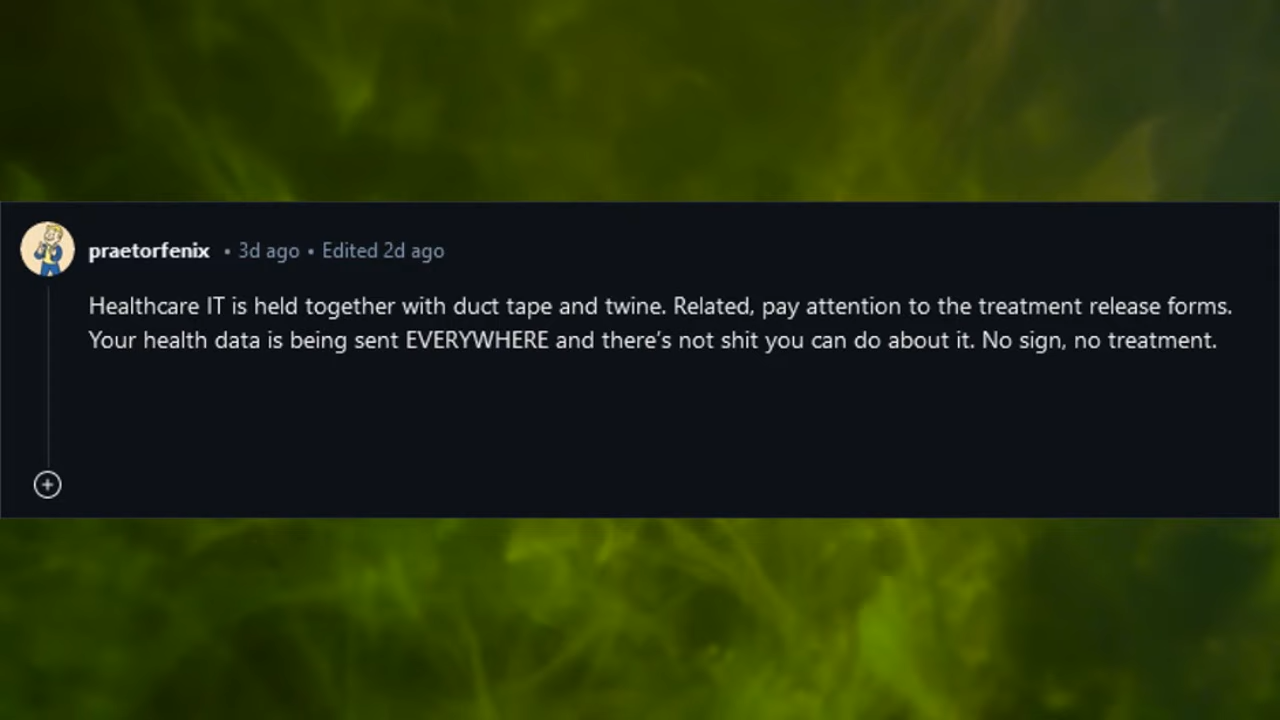 praetorfenix • 3d ago • Edited 2d ago
Healthcare IT is held together with duct tape and twine. Related, pay attention to the treatment release forms.
Your health data is being sent EVERYWHERE and there’s not shit you can do about it. No sign, no treatment.